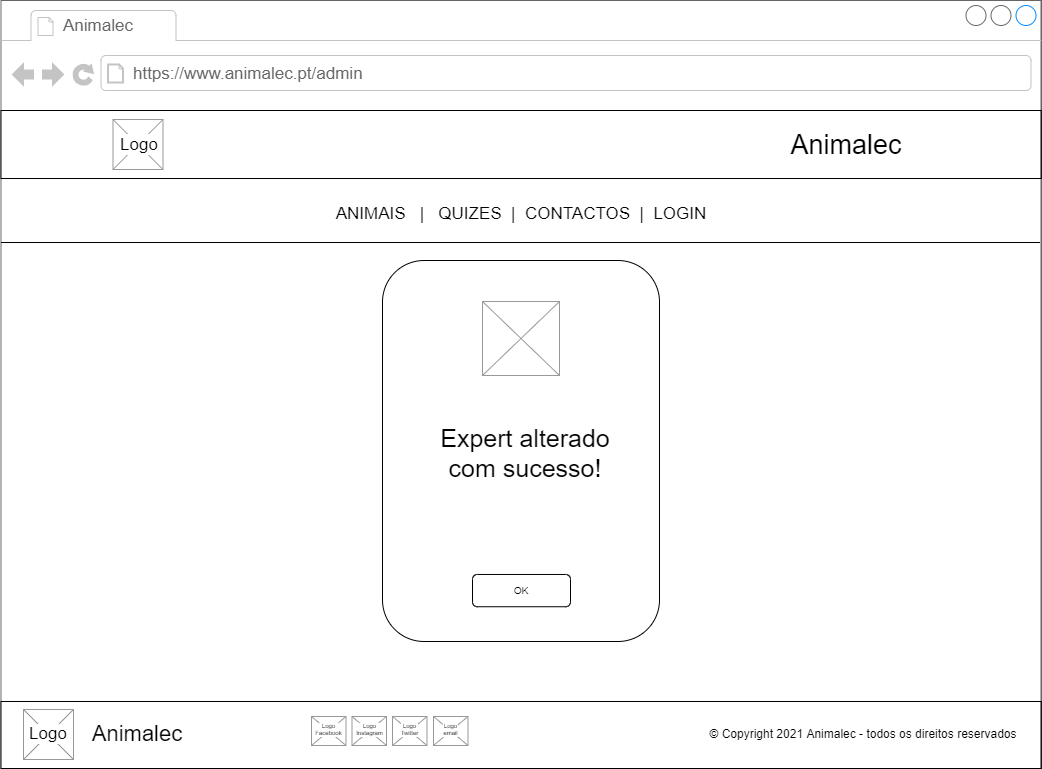 Animalec
https://www.animalec.pt/admin
Logo
Animalec
ANIMAIS | QUIZES | CONTACTOS | LOGIN
Expert alterado
com sucesso!
OK
Logo
Animalec
Logo
Facebook
Logo
Instagram
Logo
Twitter
Logo
email
© Copyright 2021 Animalec - todos os direitos reservados